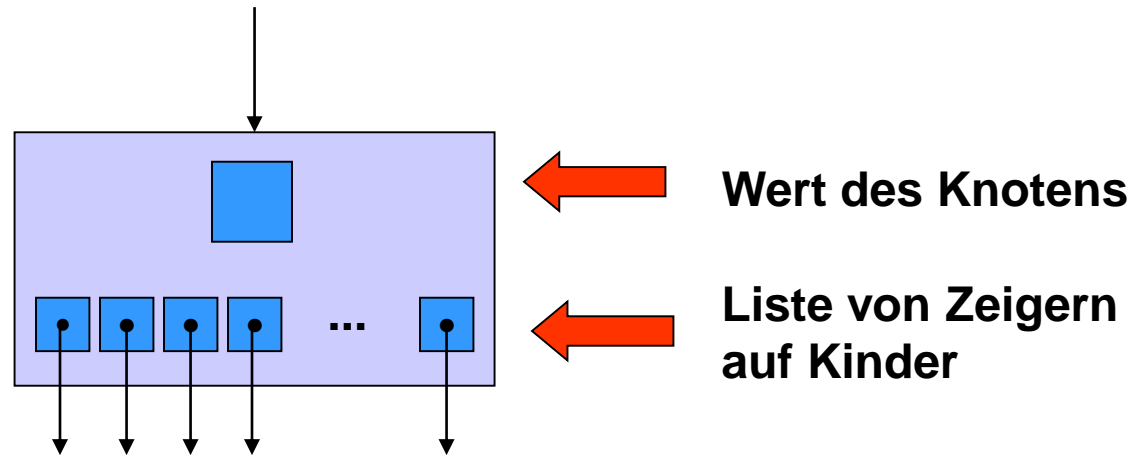 Wert des Knotens
...
Liste von Zeigern
auf Kinder